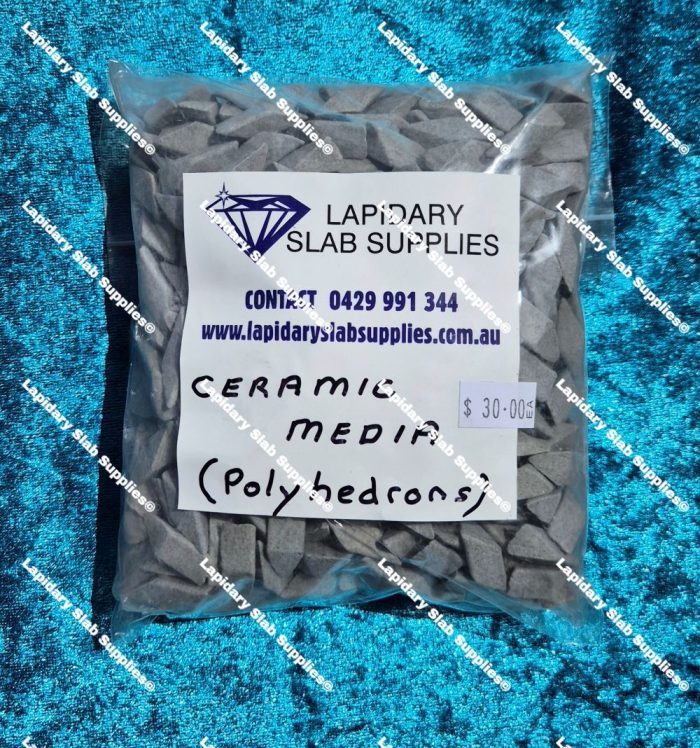 LAPIDARY
SLAB SUPPLIES
CONTACT 0429 991 344
www.lapidaryslabsupplies.com.au
CERAMIC
MEDIA
$ 30.00 EA
(Polyhedrons)
Lapidary Slab Supplies©